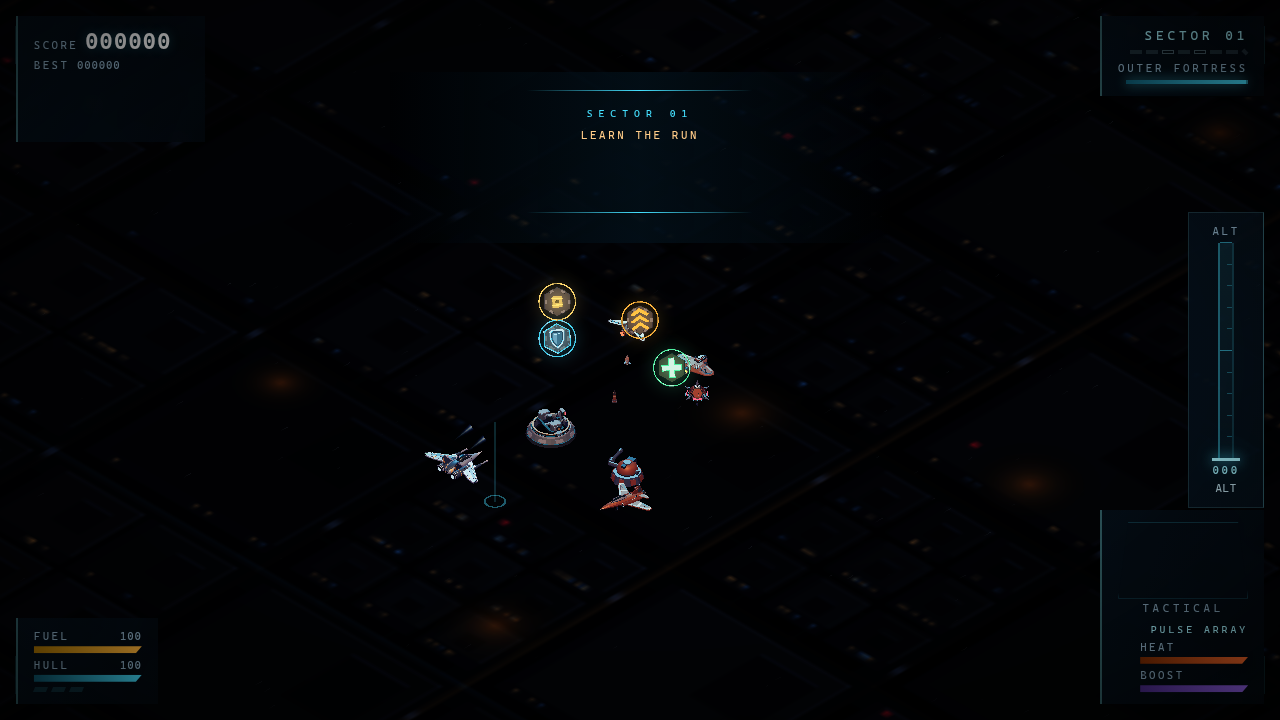 SCORE 000000
BEST 000000
SECTOR 01
OUTER FORTRESS
SECTOR 01
LEARN THE RUN
ALT
000
ALT
FUEL 100
HULL 100
TACTICAL
PULSE ARRAY
HEAT
BOOST